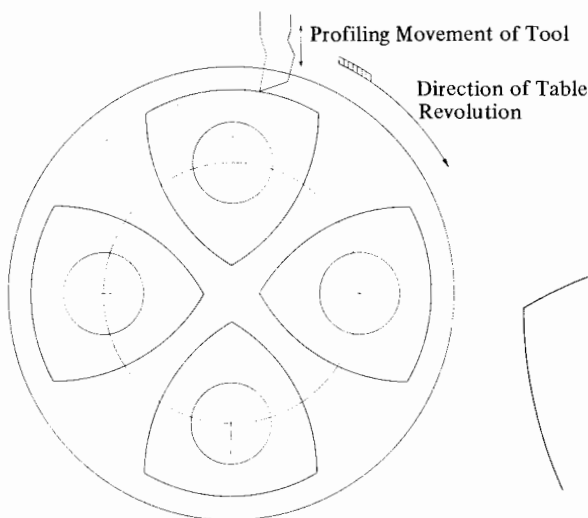 Profiling Movement of Tool
Direction of Table
Revolution